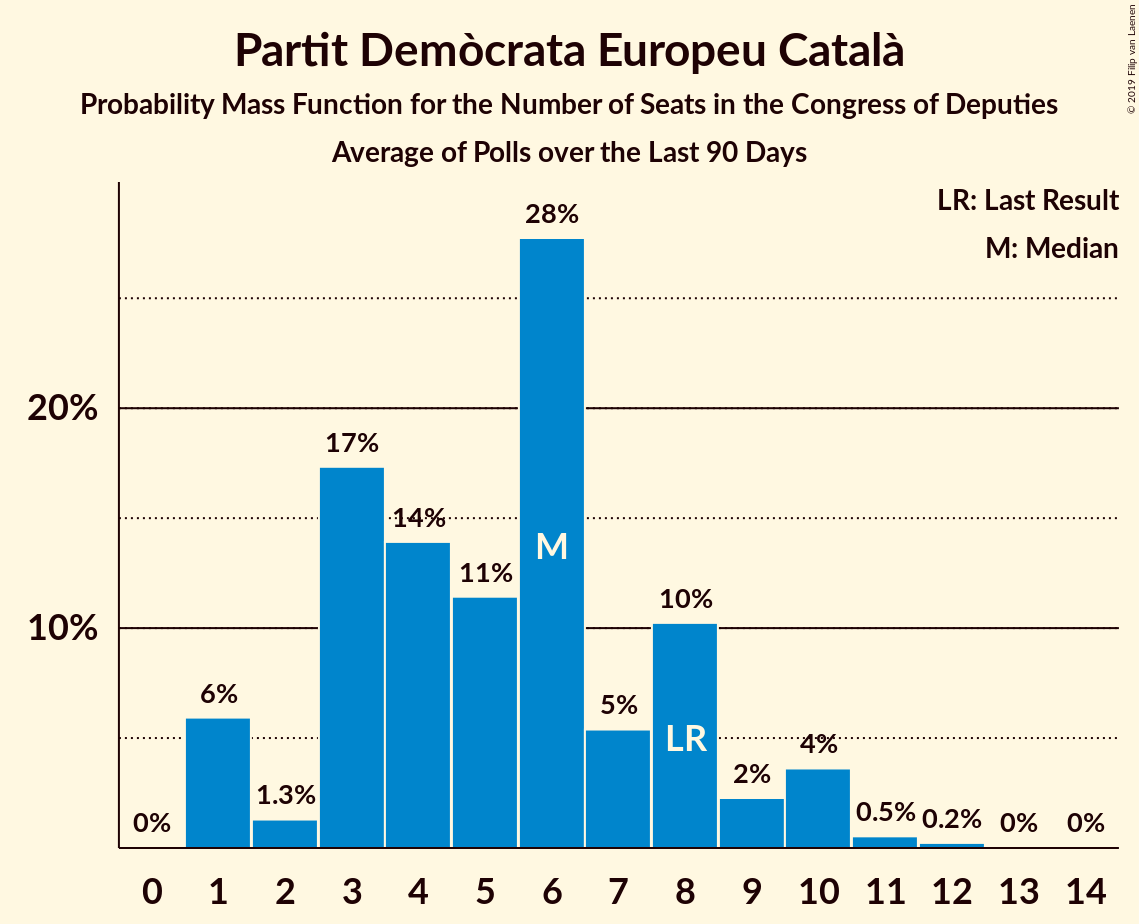 Partit Demòcrata Europeu Català
Probability Mass Function for the Number of Seats in the Congress of Deputies
Average of Polls over the Last 90 Days
© 2019 Filip van Laenen
LR: Last Result
M: Median
20%
10%
0%
6%
1.3%
17%
14%
11%
28%
5%
10%
2%
4%
0.5%
0.2%
0%
0%
M
LR
0 1 2 3 4 5 6 7 8 9 10 11 12 13 14